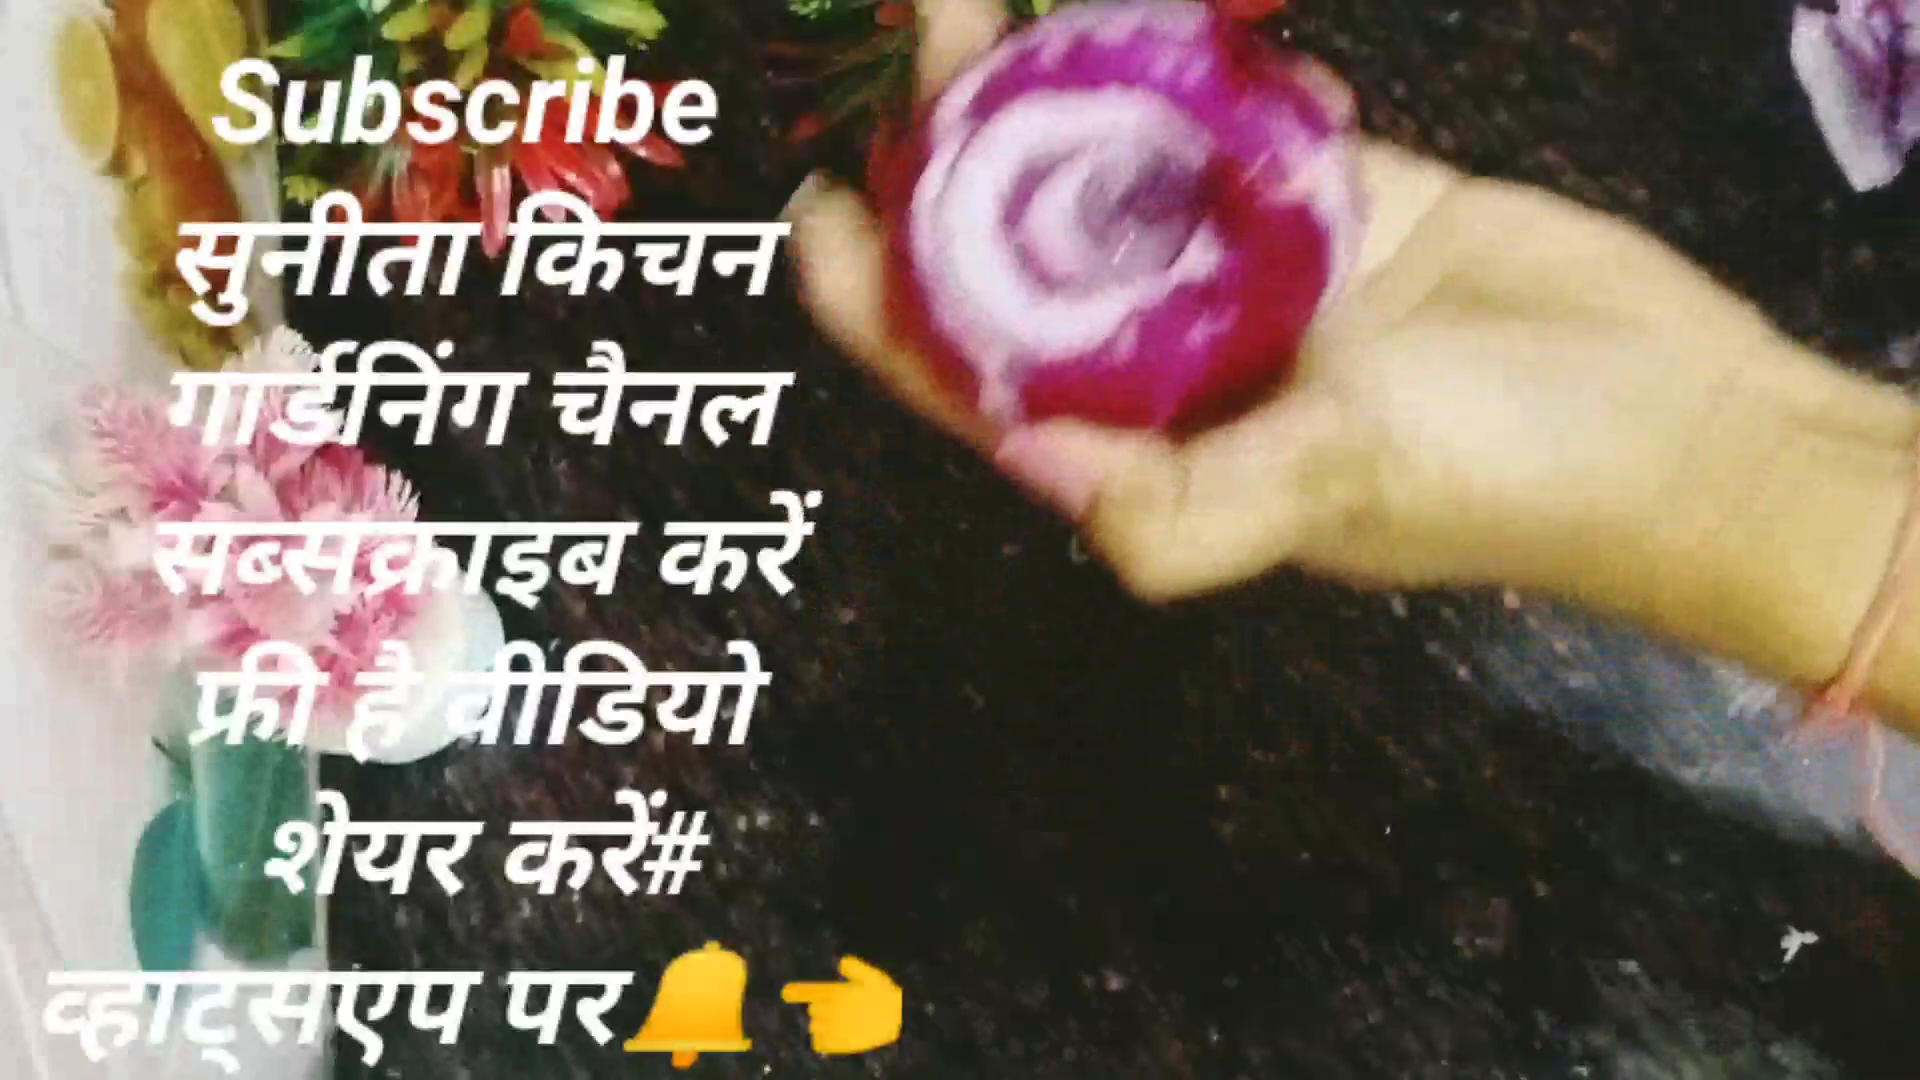 Subscribe
सुनीता किचन
गार्डनिंग चैनल
सब्सक्राइब करें
फ्री है वीडियो
शेयर करें#
व्हाट्सएप पर🔔👈